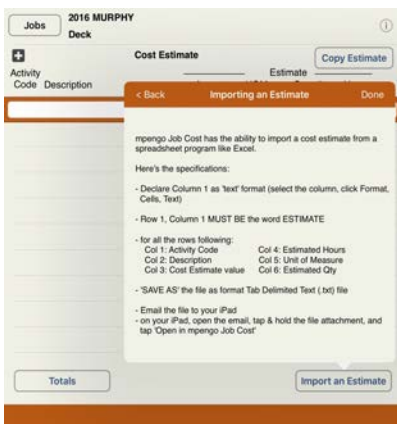 Jobs
2016 MURPHY
Deck
Cost Estimate
Copy Estimate
Estimate
Activity
Code Description
< Back
Importing an Estimate
Done
mpengo Job Cost has the ability to import a cost estimate from a
spreadsheet program like Excel.
Here's the specifications:
- Declare Column 1 as 'text' format (select the column, click Format,
Cells, Text)
- Row 1, Column 1 MUST BE the word ESTIMATE
- for all the rows following:
Col 1: Activity Code Col 4: Estimated Hours
Col 2: Description Col 5: Unit of Measure
Col 3: Cost Estimate value Col 6: Estimated Qty
- 'SAVE AS' the file as format Tab Delimited Text (.txt) file
- Email the file to your iPad
- on your iPad, open the email, tap & hold the file attachment, and
tap 'Open in mpengo Job Cost'
Totals
Import an Estimate